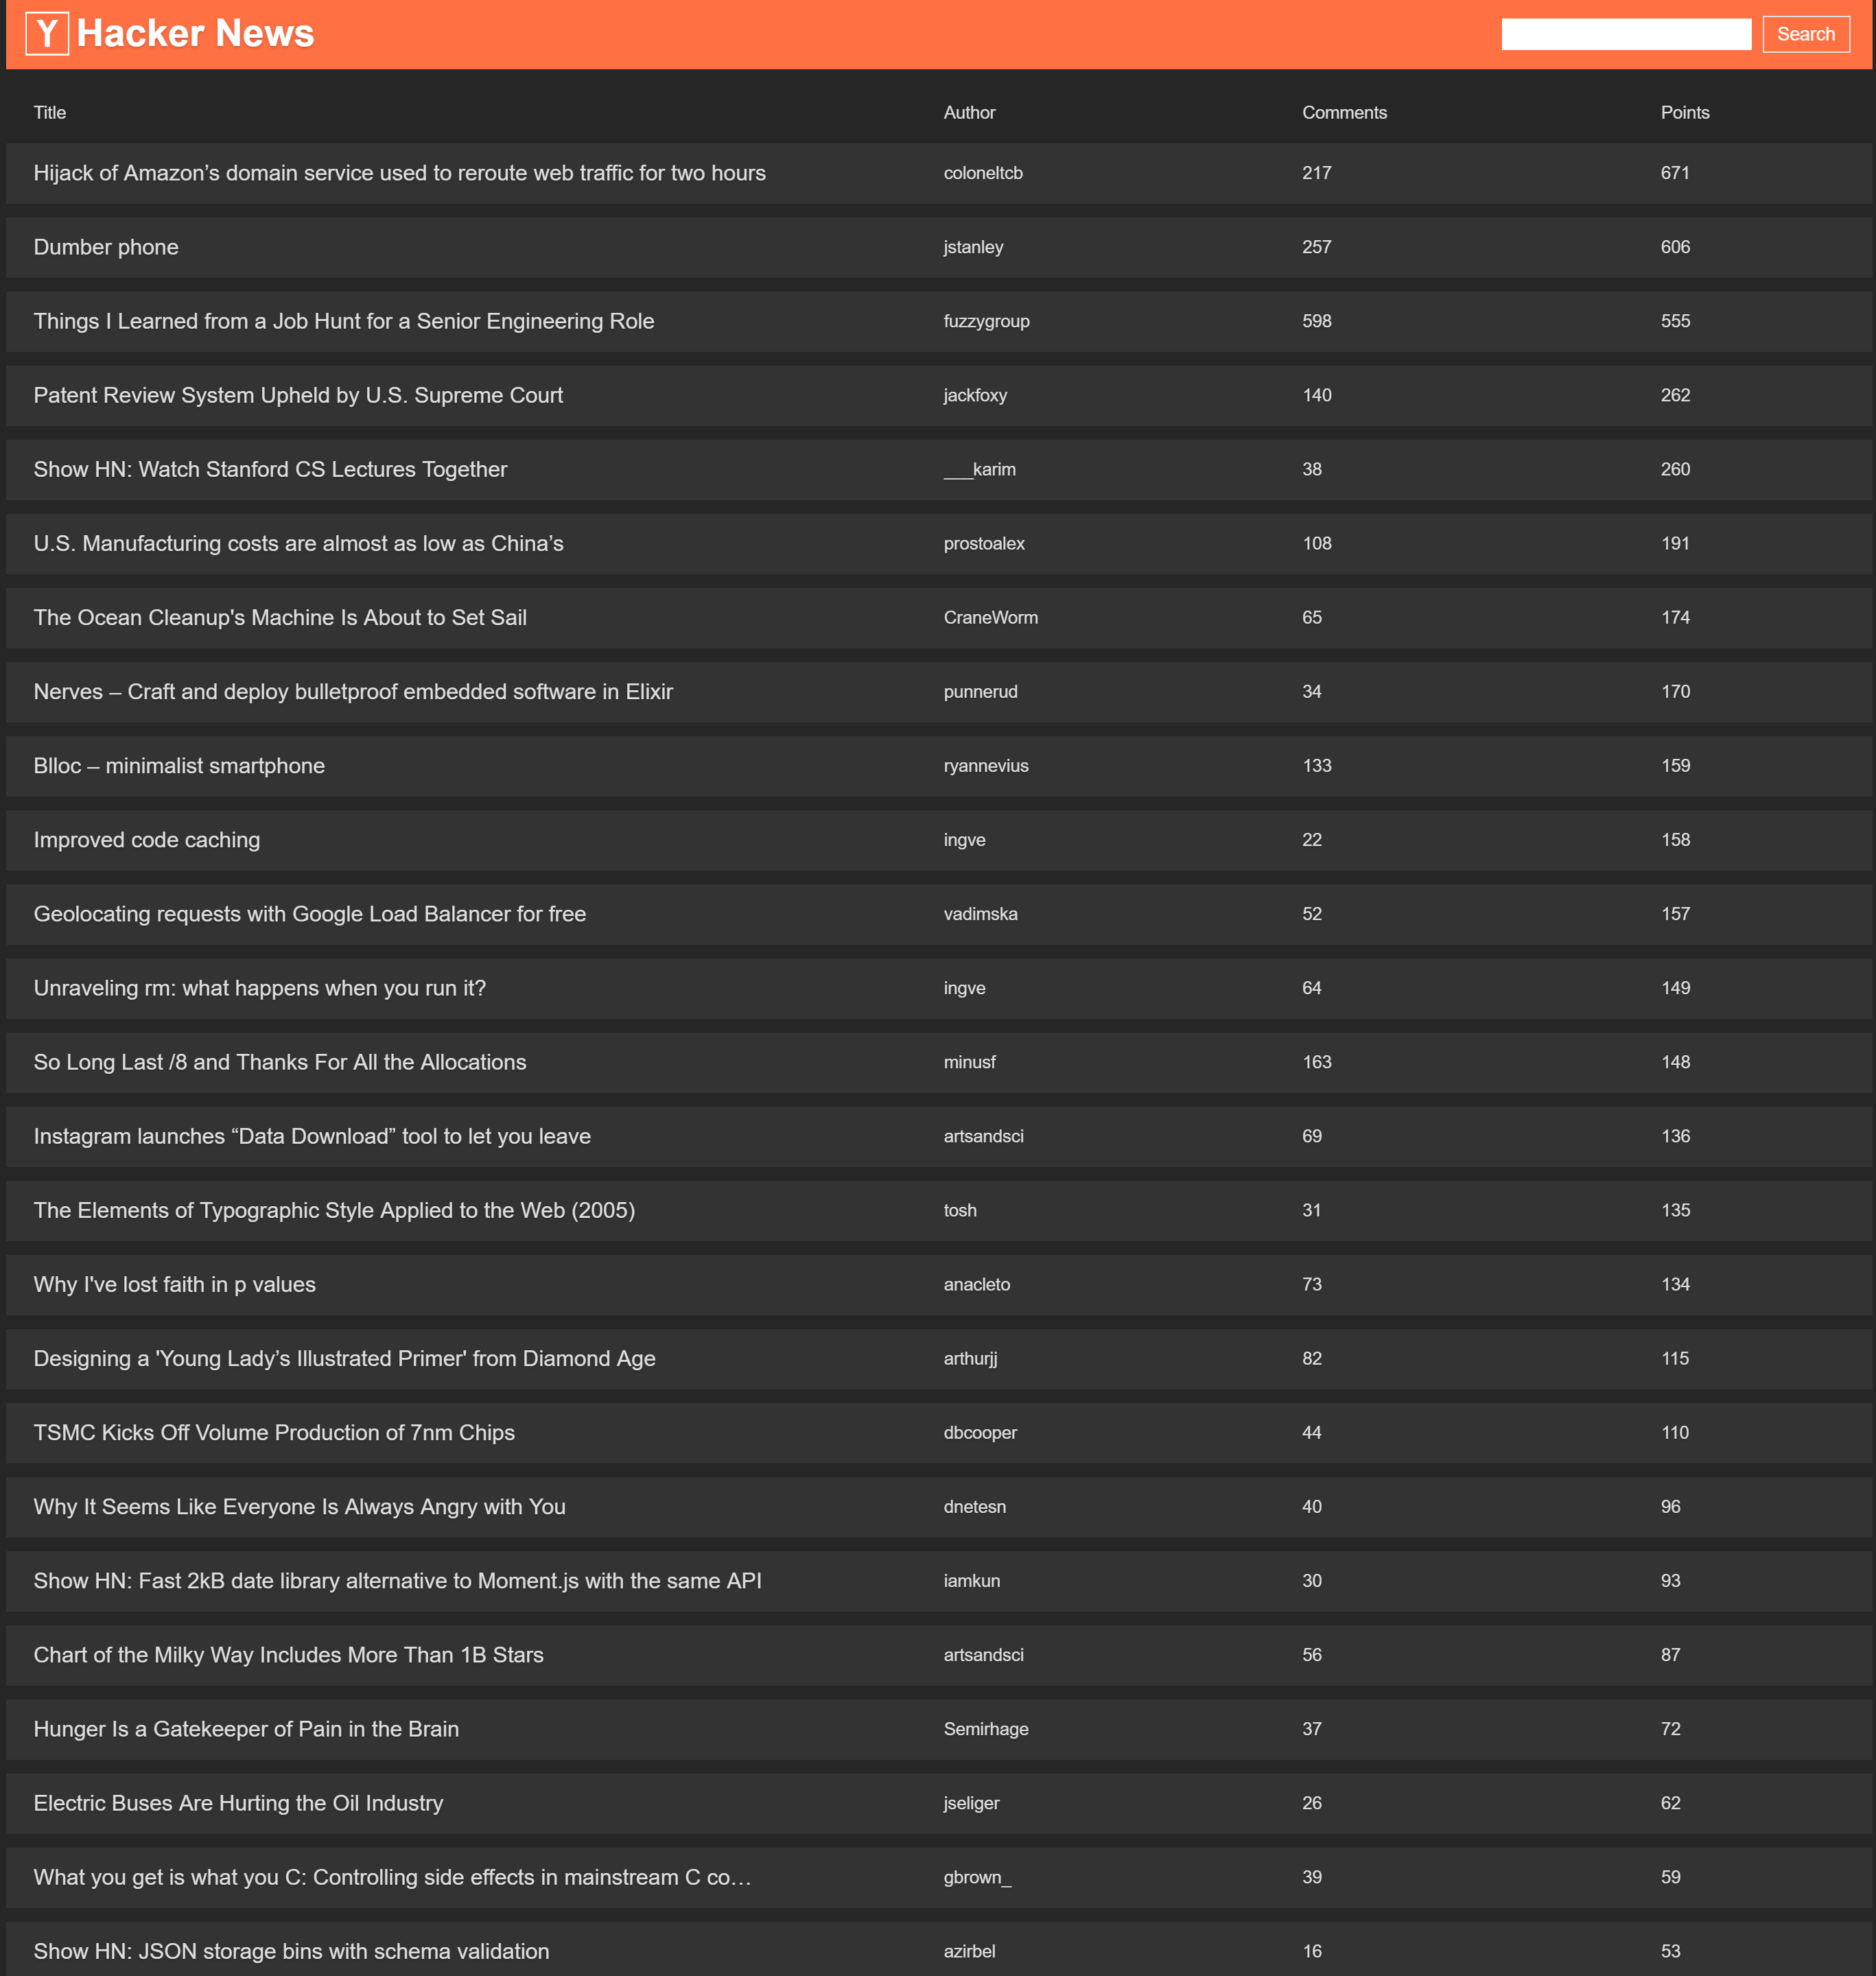 Y Hacker News Search
Title Author Comments Points
Hijack of Amazon’s domain service used to reroute web traffic for two hours coloneltcb 217 671
Dumber phone jstanley 257 606
Things I Learned from a Job Hunt for a Senior Engineering Role fuzzygroup 598 555
Patent Review System Upheld by U.S. Supreme Court jackfoxy 140 262
Show HN: Watch Stanford CS Lectures Together ___karim 38 260
U.S. Manufacturing costs are almost as low as China’s prostoalex 108 191
The Ocean Cleanup's Machine Is About to Set Sail CraneWorm 65 174
Nerves – Craft and deploy bulletproof embedded software in Elixir punnerud 34 170
Blloc – minimalist smartphone ryannevius 133 159
Improved code caching ingve 22 158
Geolocating requests with Google Load Balancer for free vadimska 52 157
Unraveling rm: what happens when you run it? ingve 64 149
So Long Last /8 and Thanks For All the Allocations minusf 163 148
Instagram launches “Data Download” tool to let you leave artsandsci 69 136
The Elements of Typographic Style Applied to the Web (2005) tosh 31 135
Why I've lost faith in p values anacleto 73 134
Designing a 'Young Lady’s Illustrated Primer' from Diamond Age arthurjj 82 115
TSMC Kicks Off Volume Production of 7nm Chips dbcooper 44 110
Why It Seems Like Everyone Is Always Angry with You dnetesn 40 96
Show HN: Fast 2kB date library alternative to Moment.js with the same API iamkun 30 93
Chart of the Milky Way Includes More Than 1B Stars artsandsci 56 87
Hunger Is a Gatekeeper of Pain in the Brain Semirhage 37 72
Electric Buses Are Hurting the Oil Industry jseliger 26 62
What you get is what you C: Controlling side effects in mainstream C co… gbrown_ 39 59
Show HN: JSON storage bins with schema validation azirbel 16 53